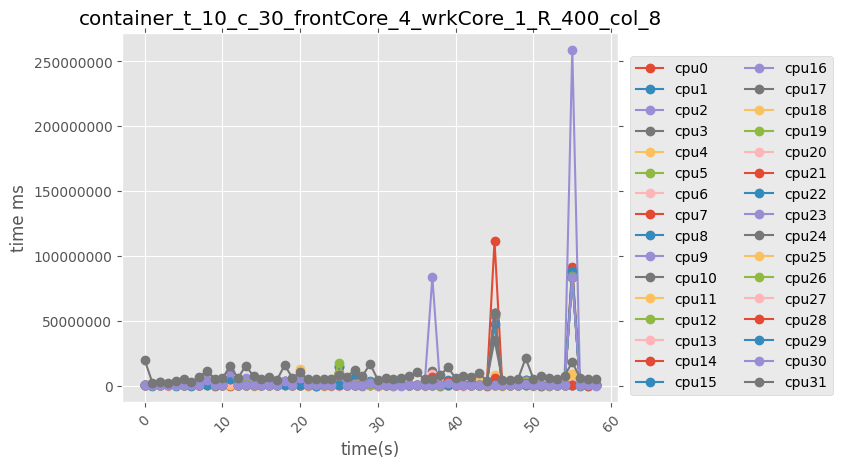 container_t_10_c_30_frontCore_4_wrkCore_1_R_400_col_8
time ms
250000000
200000000
150000000
100000000
50000000
0
0
10
20
30
40
50
60
time(s)
cpu0
cpu1
cpu2
cpu3
cpu4
cpu5
cpu6
cpu7
cpu8
cpu9
cpu10
cpu11
cpu12
cpu13
cpu14
cpu15
cpu16
cpu17
cpu18
cpu19
cpu20
cpu21
cpu22
cpu23
cpu24
cpu25
cpu26
cpu27
cpu28
cpu29
cpu30
cpu31